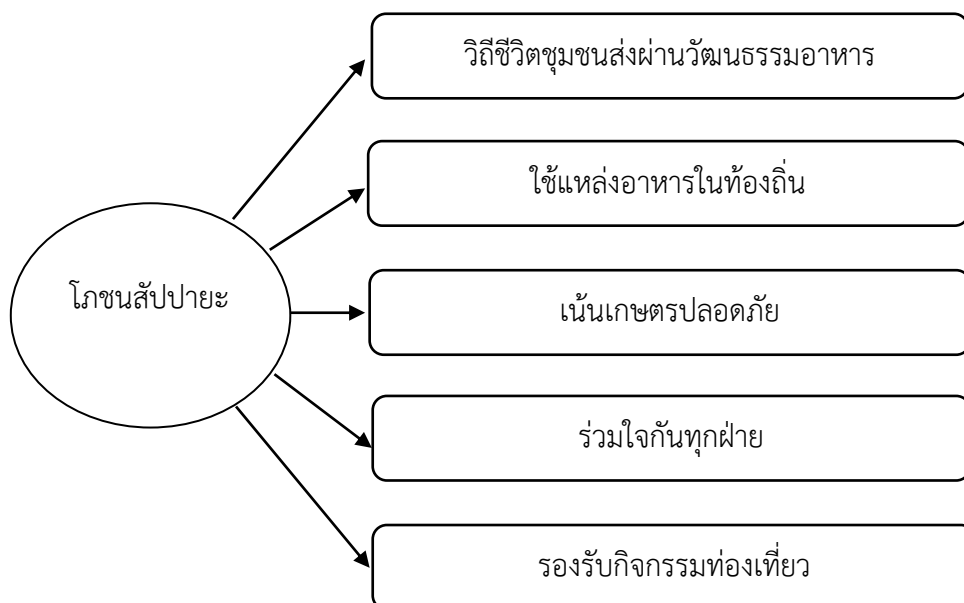 วิถีชีวิตชุมชนส่งผ่านวัฒนธรรมอาหาร
ใช้แหล่งอาหารในท้องถิ่น
โภชนสัปปายะ
เน้นเกษตรปลอดภัย
ร่วมใจกันทุกฝ่าย
รองรับกิจกรรมท่องเที่ยว